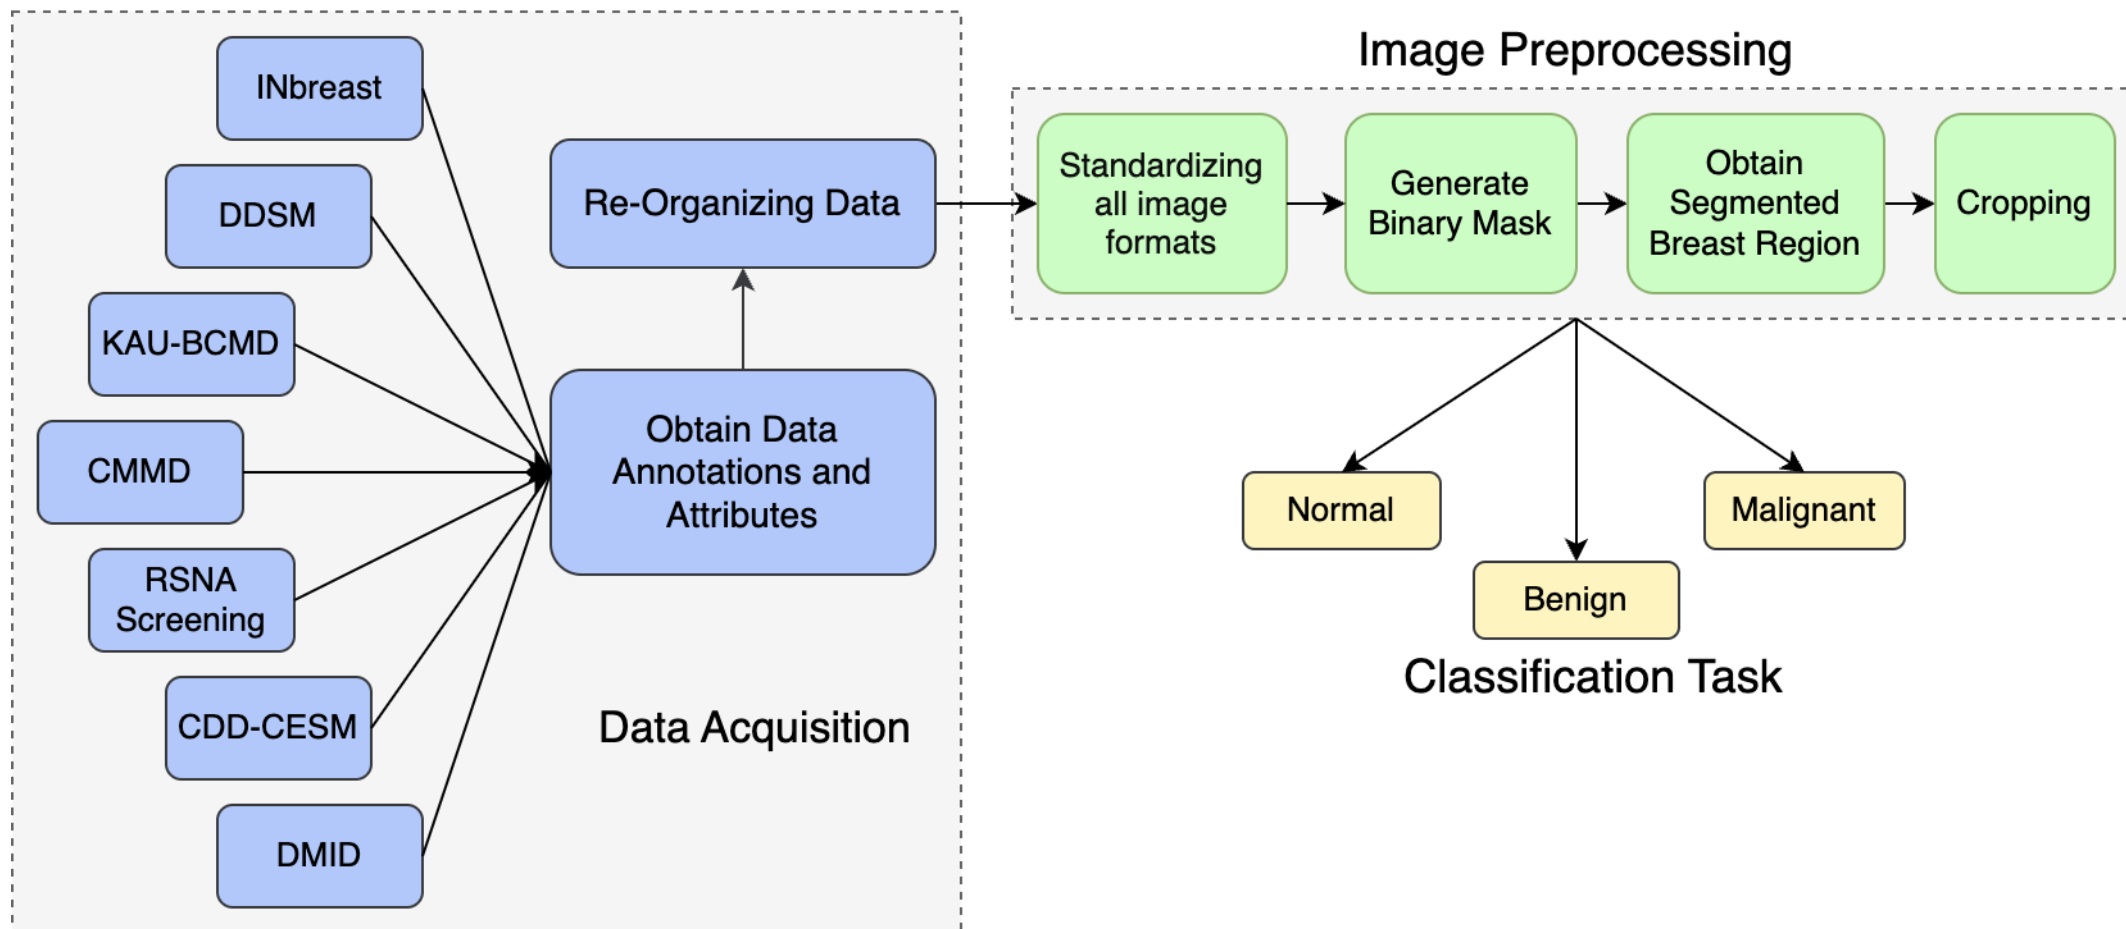 INbreast
DDSM
KAU-BCMD
CMMD
RSNA
Screening
CDD-CESM
DMID
Re-Organizing Data
Obtain Data
Annotations and
Attributes
Data Acquisition
Image Preprocessing
Standardizing
all image
formats
Generate
Binary Mask
Obtain
Segmented
Breast Region
Cropping
Normal
Benign
Malignant
Classification Task